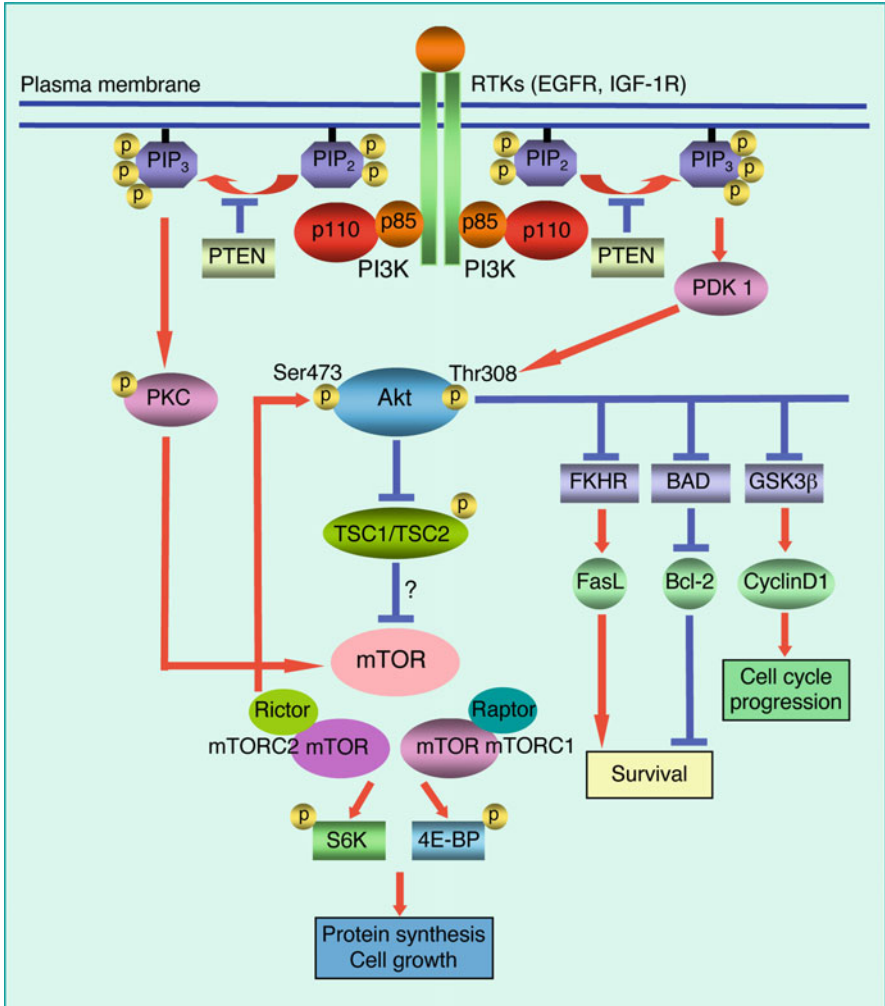 Plasma membrane
RTKs (EGFR, IGF-1R)
p p p PIP3
PIP2 p p
PIP2 p p
PIP3 p p p
PTEN
p110 p85
PI3K
p85 p110
PI3K
PTEN
PDK 1
p PKC
Ser473
Thr308
p Akt p
FKHR
BAD
GSK3β
p
TSC1/TSC2
?
FasL
Bcl-2
CyclinD1
mTOR
Cell cycle
progression
Rictor
mTORC2 mTOR
Raptor
mTOR mTORC1
Survival
p S6K
4E-BP p
Protein synthesis
Cell growth